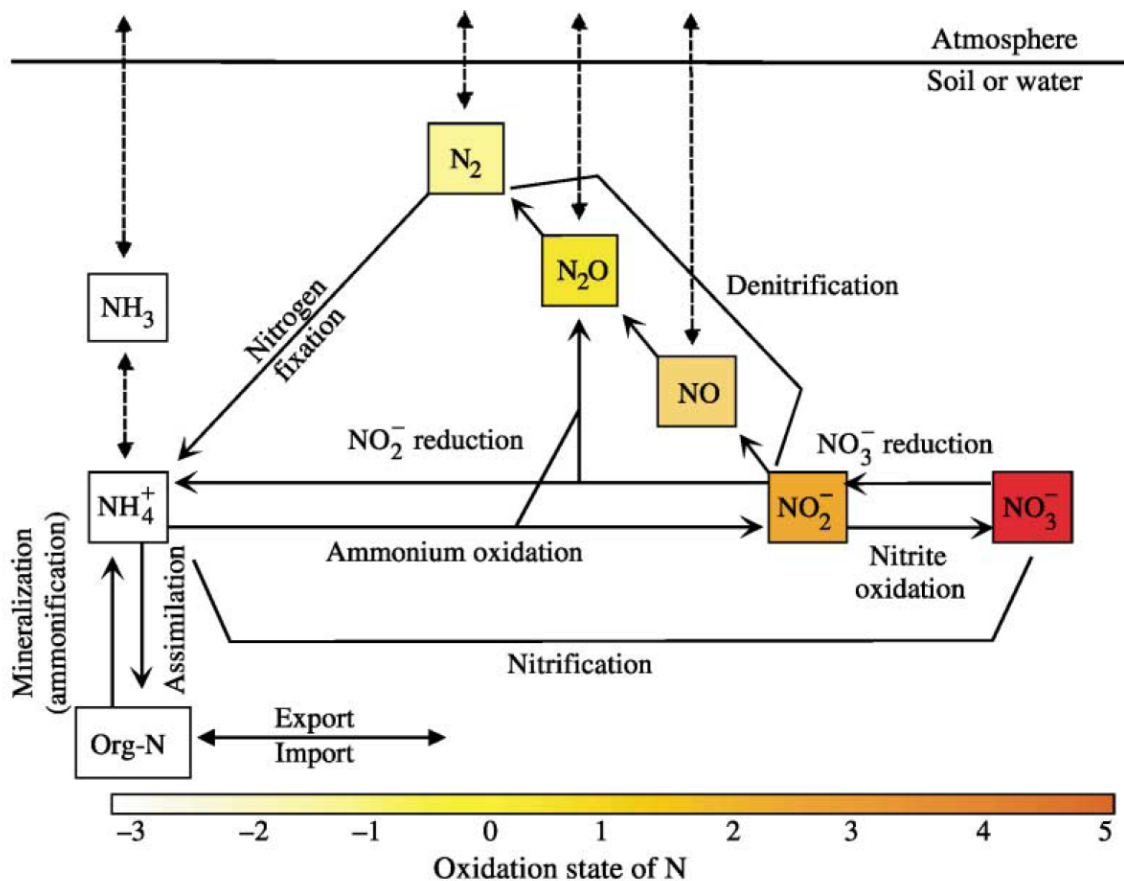 Atmosphere
Soil or water
N₂
N₂O
Denitrification
NH₃
Nitrogen
fixation
NO
NO₂⁻ reduction
NO₃⁻ reduction
NH₄⁺
NO₂⁻
NO₃⁻
Ammonium oxidation
Nitrite
oxidation
Mineralization
(ammonification)
Assimilation
Nitrification
Org-N
Export
Import
–3 –2 –1 0 1 2 3 4 5
Oxidation state of N